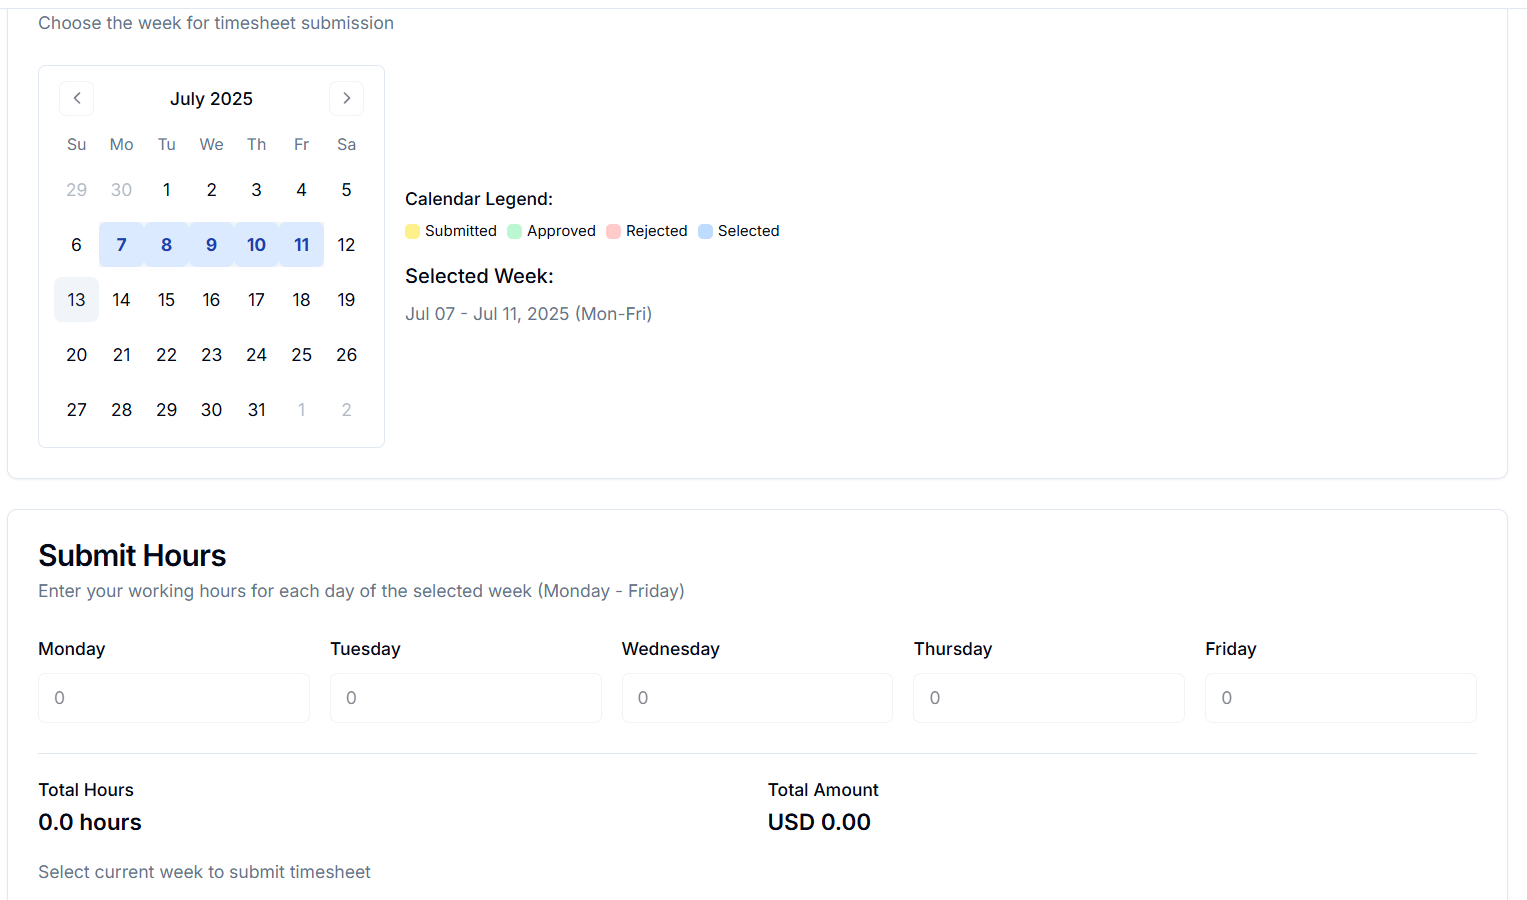 Choose the week for timesheet submission
July 2025
Su Mo Tu We Th Fr Sa
29 30 1 2 3 4 5
6 7 8 9 10 11 12
13 14 15 16 17 18 19
20 21 22 23 24 25 26
27 28 29 30 31 1 2
Calendar Legend:
Submitted Approved Rejected Selected
Selected Week:
Jul 07 - Jul 11, 2025 (Mon-Fri)
Submit Hours
Enter your working hours for each day of the selected week (Monday - Friday)
Monday Tuesday Wednesday Thursday Friday
0 0 0 0 0
Total Hours Total Amount
0.0 hours USD 0.00
Select current week to submit timesheet